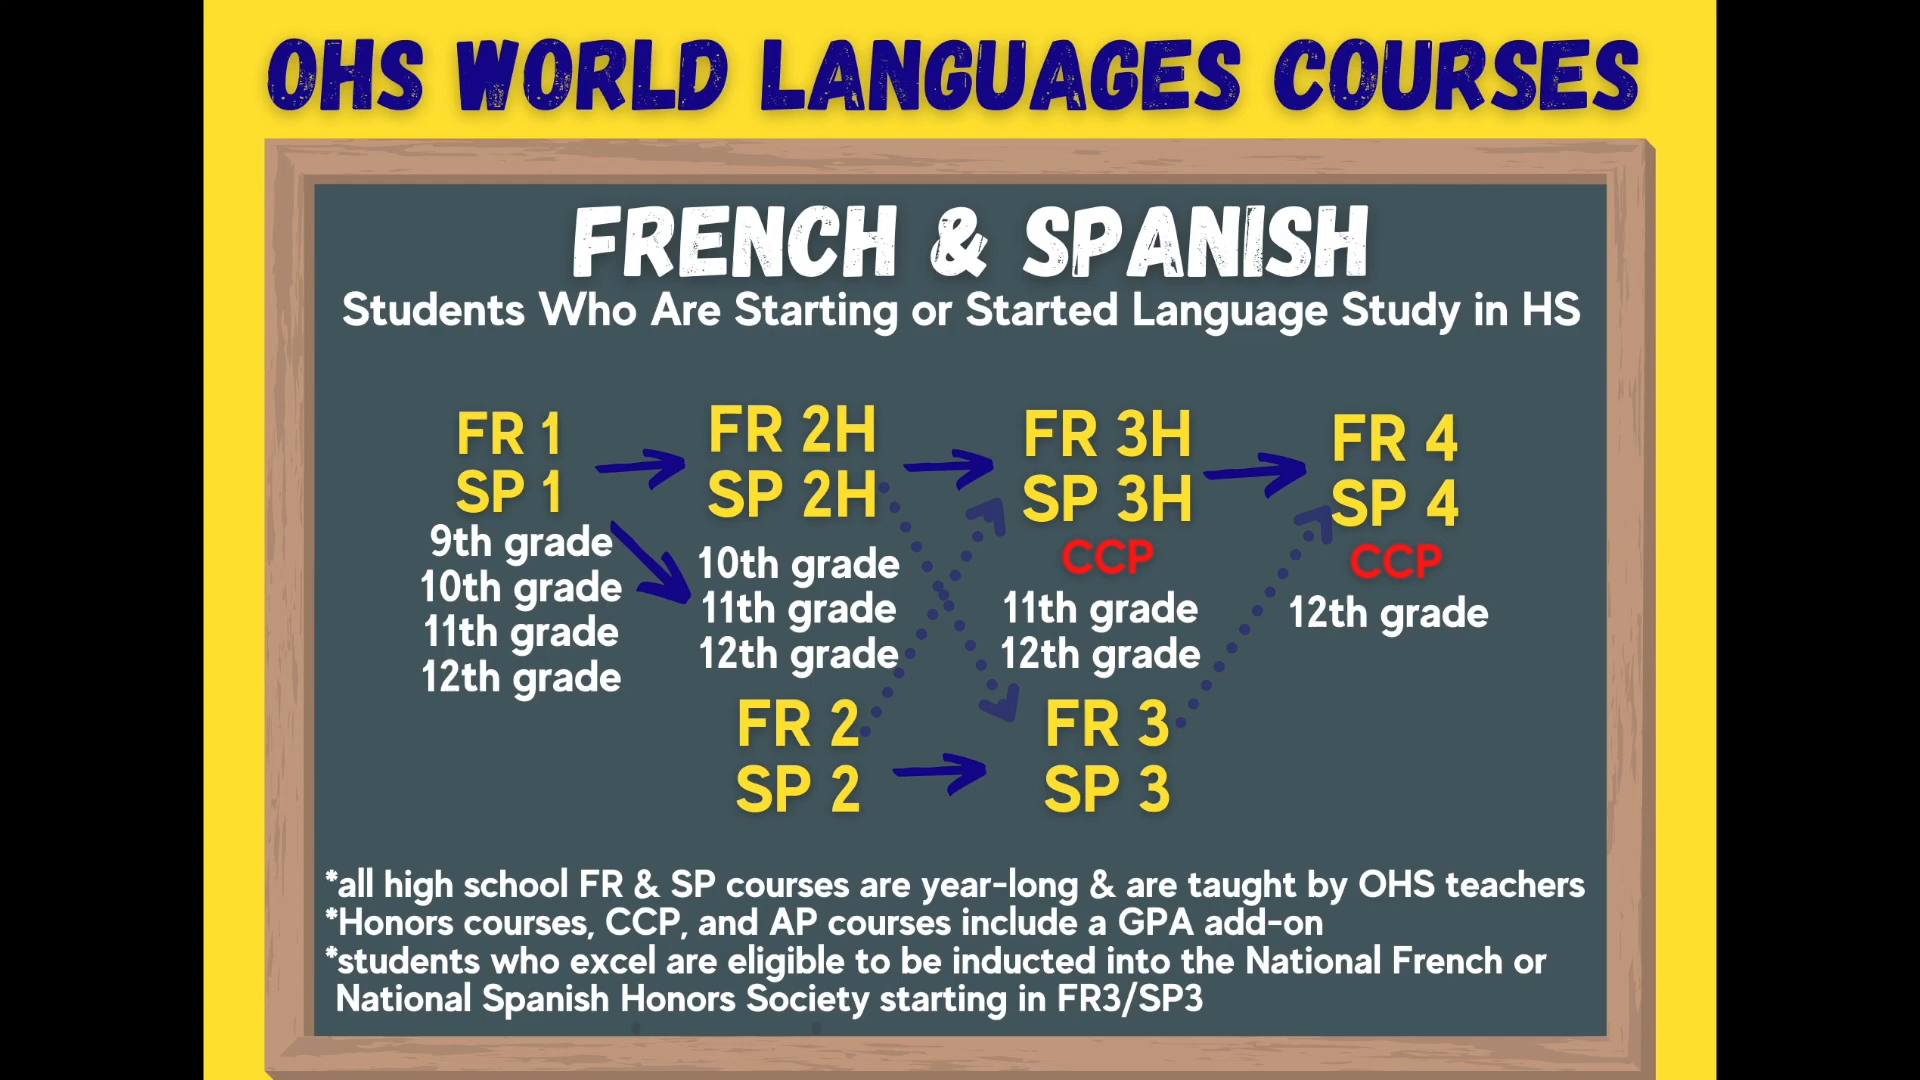 OHS WORLD LANGUAGES COURSES
FRENCH & SPANISH
Students Who Are Starting or Started Language Study in HS
FR 1
SP 1
9th grade
10th grade
11th grade
12th grade
FR 2H
SP 2H
10th grade
11th grade
12th grade
FR 2
SP 2
FR 3H
SP 3H
CCP
11th grade
12th grade
FR 3
SP 3
FR 4
SP 4
CCP
12th grade
*all high school FR & SP courses are year-long & are taught by OHS teachers
*Honors courses, CCP, and AP courses include a GPA add-on
*students who excel are eligible to be inducted into the National French or
National Spanish Honors Society starting in FR3/SP3